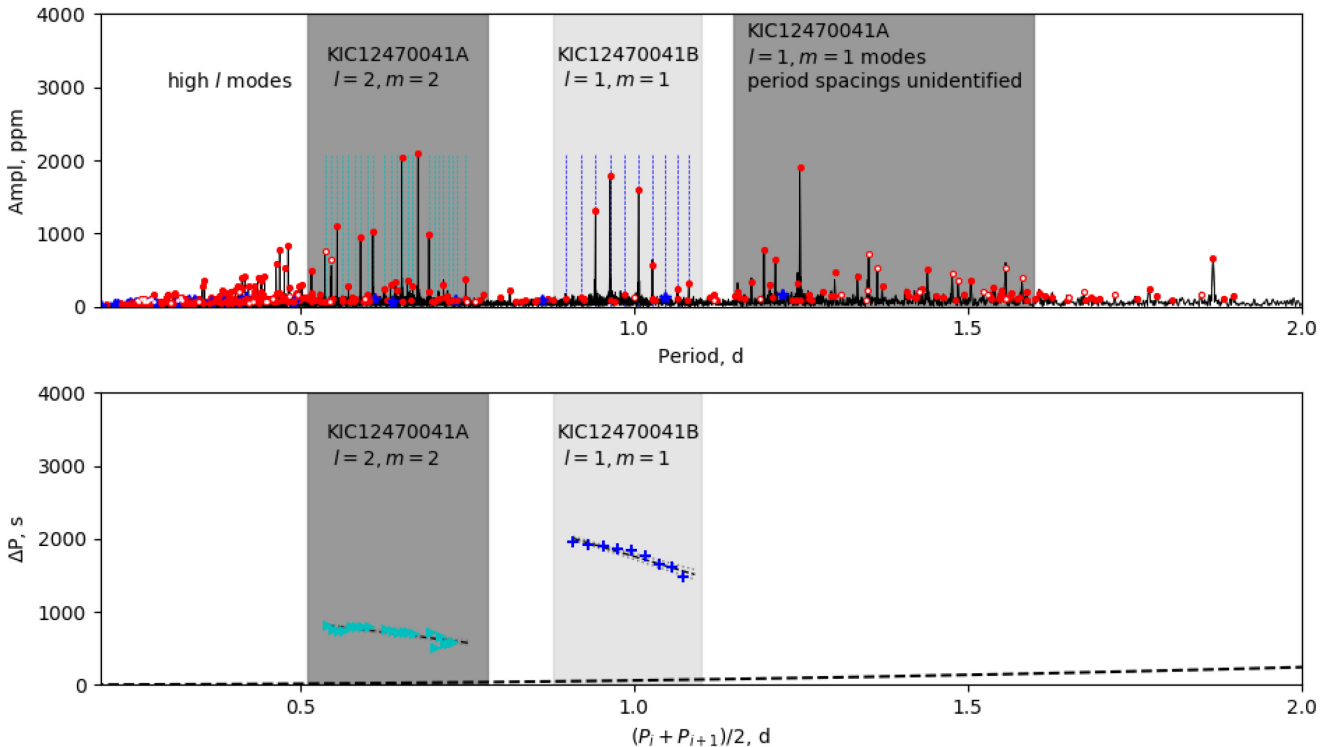 4000
3000
2000
1000
0
Ampl, ppm
KIC12470041A
l = 2, m = 2
high l modes
KIC12470041B
l = 1, m = 1
KIC12470041A
l = 1, m = 1 modes
period spacings unidentified
0.5
1.0
1.5
2.0
Period, d
4000
3000
2000
1000
0
ΔP, s
KIC12470041A
l = 2, m = 2
KIC12470041B
l = 1, m = 1
0.5
1.0
1.5
2.0
(P_i + P_{i+1})/2, d